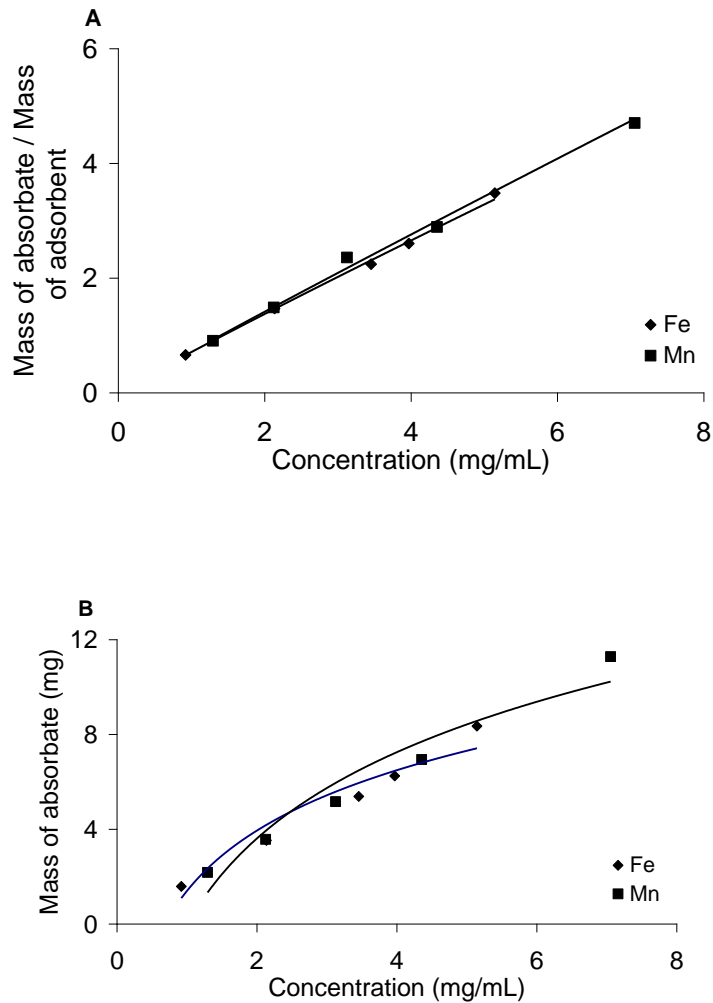 A
Mass of absorbate / Mass
of adsorbent
6
4
2
0
0 2 4 6 8
Concentration (mg/mL)
Fe
Mn
B
Mass of absorbate (mg)
12
8
4
0
0 2 4 6 8
Concentration (mg/mL)
Fe
Mn